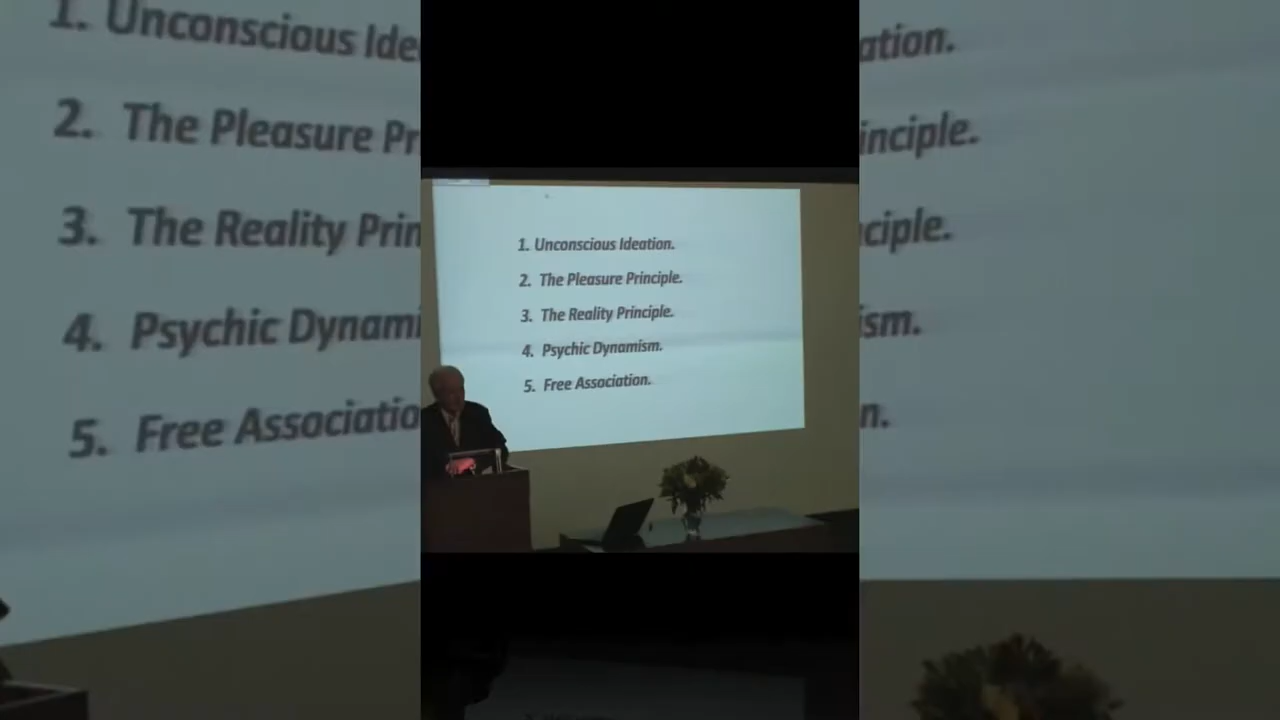 1. Unconscious Ideation.
2. The Pleasure Principle.
3. The Reality Principle.
4. Psychic Dynamism.
5. Free Association.